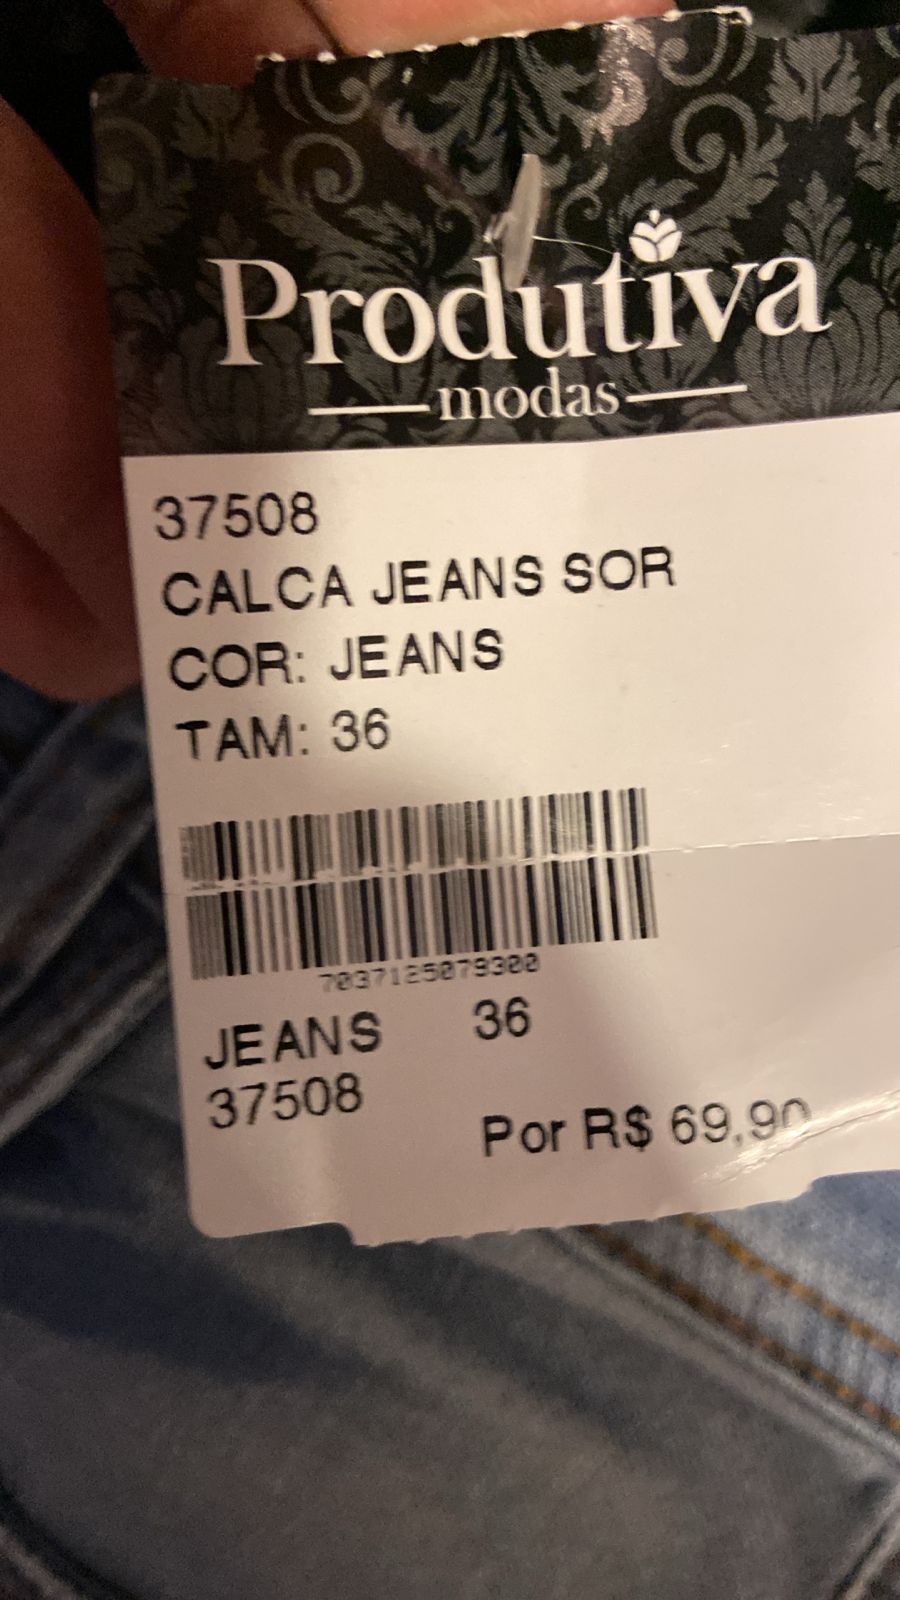 Produtiva
modas
37508
CALCA JEANS SOR
COR: JEANS
TAM: 36
7037125079300
JEANS 36
37508
Por R$ 69,90